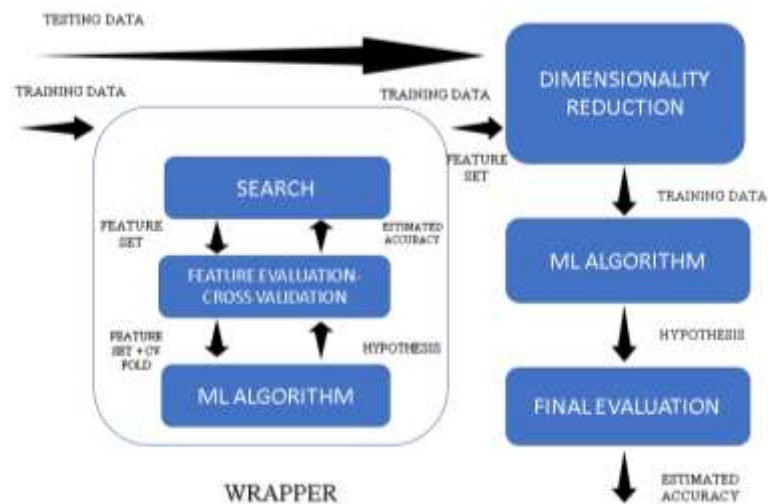 TESTING DATA
TRAINING DATA
TRAINING DATA
FEATURE
SET
DIMENSIONALITY
REDUCTION
SEARCH
FEATURE
SET
ESTIMATED
ACCURACY
FEATURE EVALUATION-
CROSS VALIDATION
FEATURE
SET + CV
FOLD
HYPOTHESIS
ML ALGORITHM
WRAPPER
TRAINING DATA
ML ALGORITHM
HYPOTHESIS
FINAL EVALUATION
ESTIMATED
ACCURACY